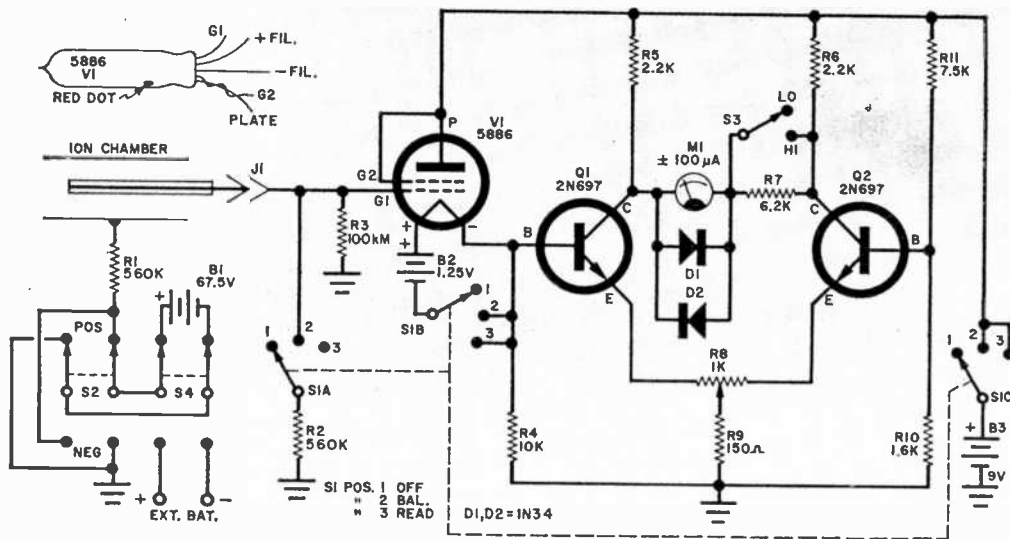 5886
V1
RED DOT
G1
+ FIL.
- FIL.
G2
PLATE
ION CHAMBER
J1
R1
560K
B1
67.5V
+
POS
S2
S4
NEG
+
-
EXT. BAT.
1
2
3
S1A
R2
560K
S1 POS. 1 OFF
" 2 BAL.
" 3 READ
R3
100kM
V1
5886
P
G2
G1
+
-
+
B2
1.25V
S1B
1
2
3
R4
10K
B
Q1
2N697
C
E
R5
2.2K
M1
± 100µA
D1
D2
S3
LO
HI
R7
6.2K
R6
2.2K
Q2
2N697
C
B
E
R8
1K
R9
150Ω
R11
7.5K
R10
1.6K
1
2
3
S1C
+
B3
9V
D1, D2 = 1N34